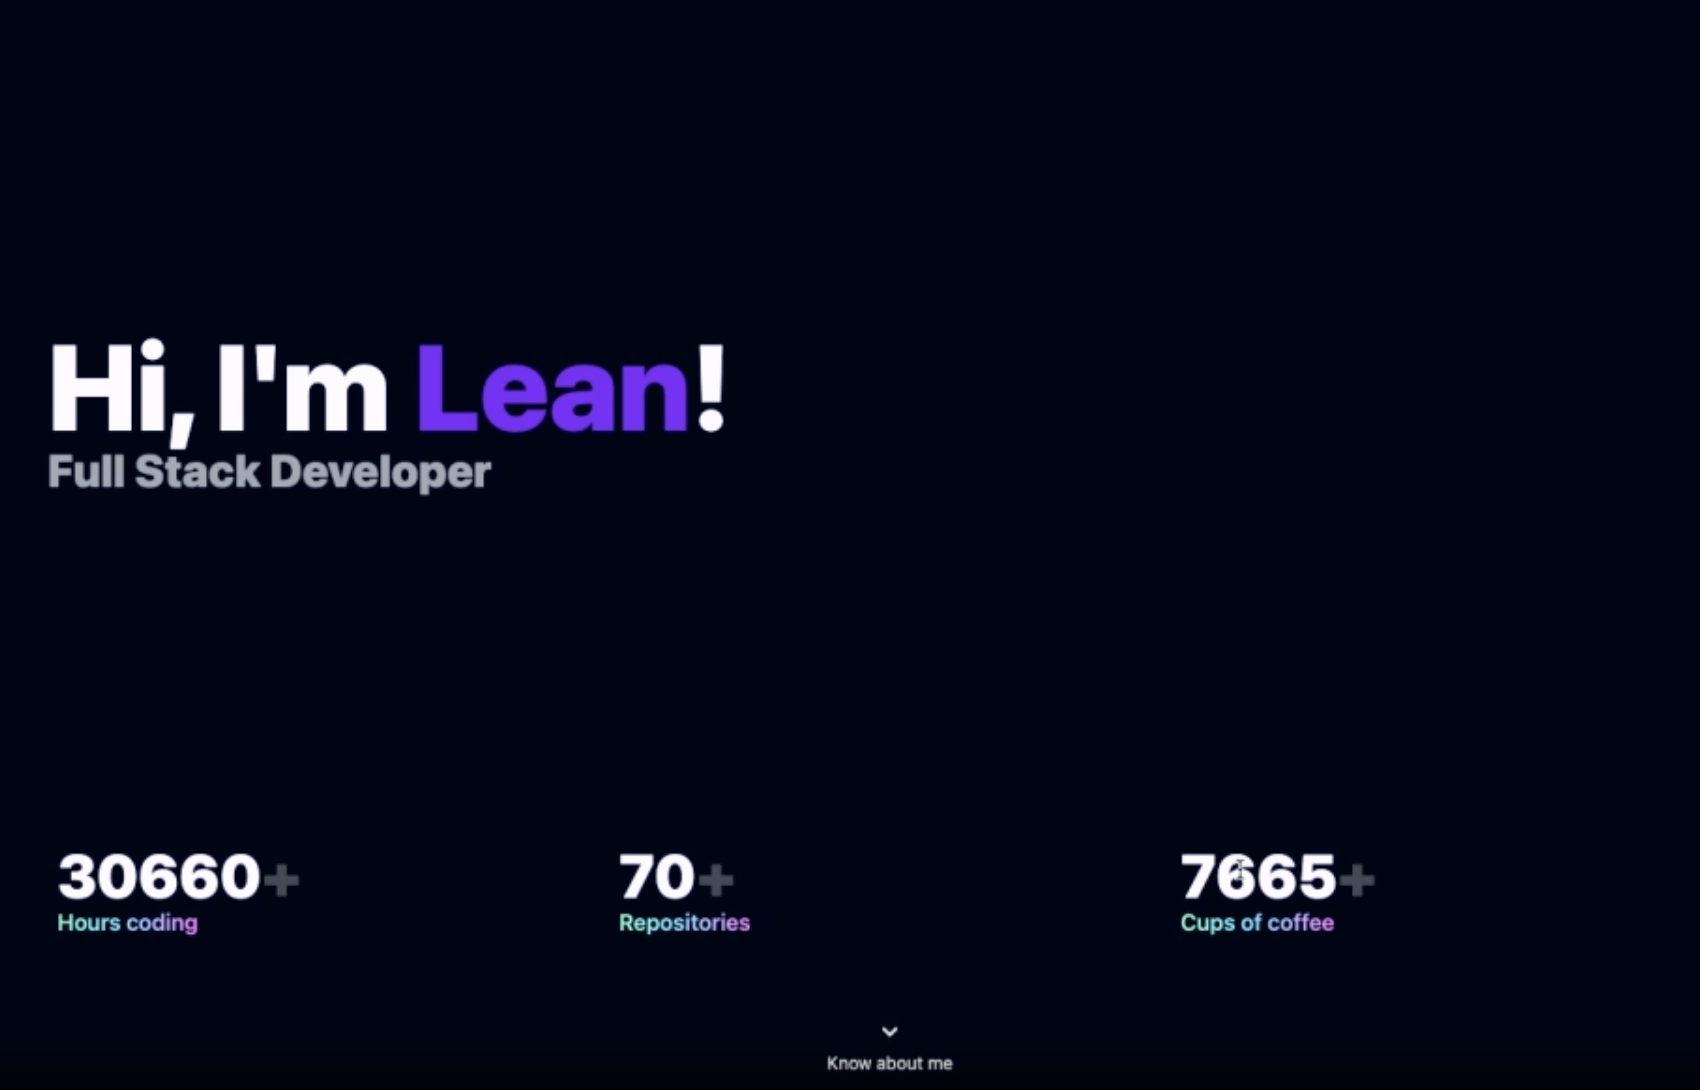 Hi, I'm Lean!
Full Stack Developer
30660+
Hours coding
70+
Repositories
7665+
Cups of coffee
Know about me